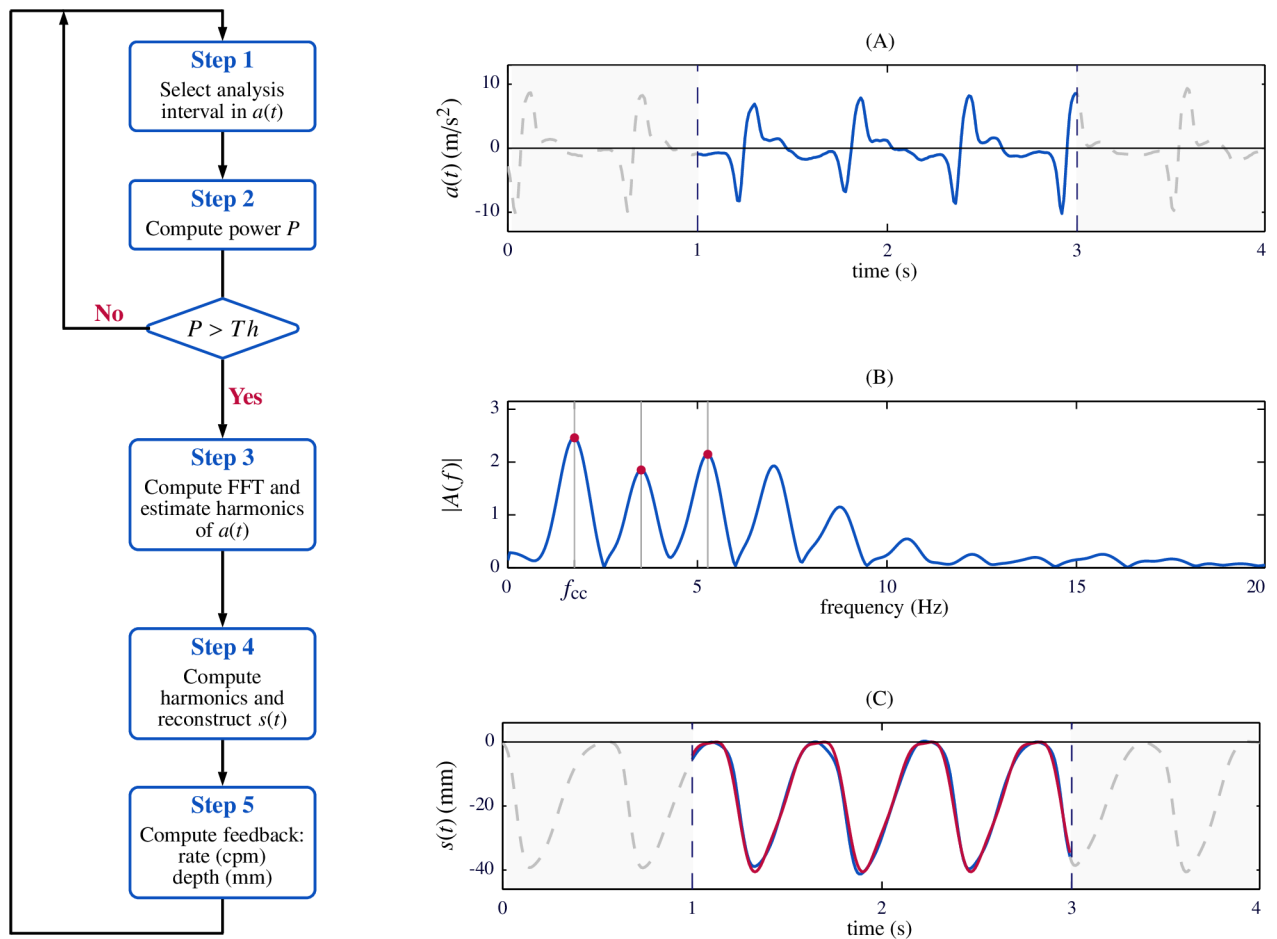 Step 1
Select analysis
interval in a(t)
Step 2
Compute power P
No
P > Th
Yes
Step 3
Compute FFT and
estimate harmonics
of a(t)
Step 4
Compute
harmonics and
reconstruct s(t)
Step 5
Compute feedback:
rate (cpm)
depth (mm)
(A)
a(t) (m/s²)
10
0
-10
0 1 2 3 4
time (s)
(B)
|A(f)|
3
2
1
0
0 fcc 5 10 15 20
frequency (Hz)
(C)
s(t) (mm)
0
-20
-40
0 1 2 3 4
time (s)